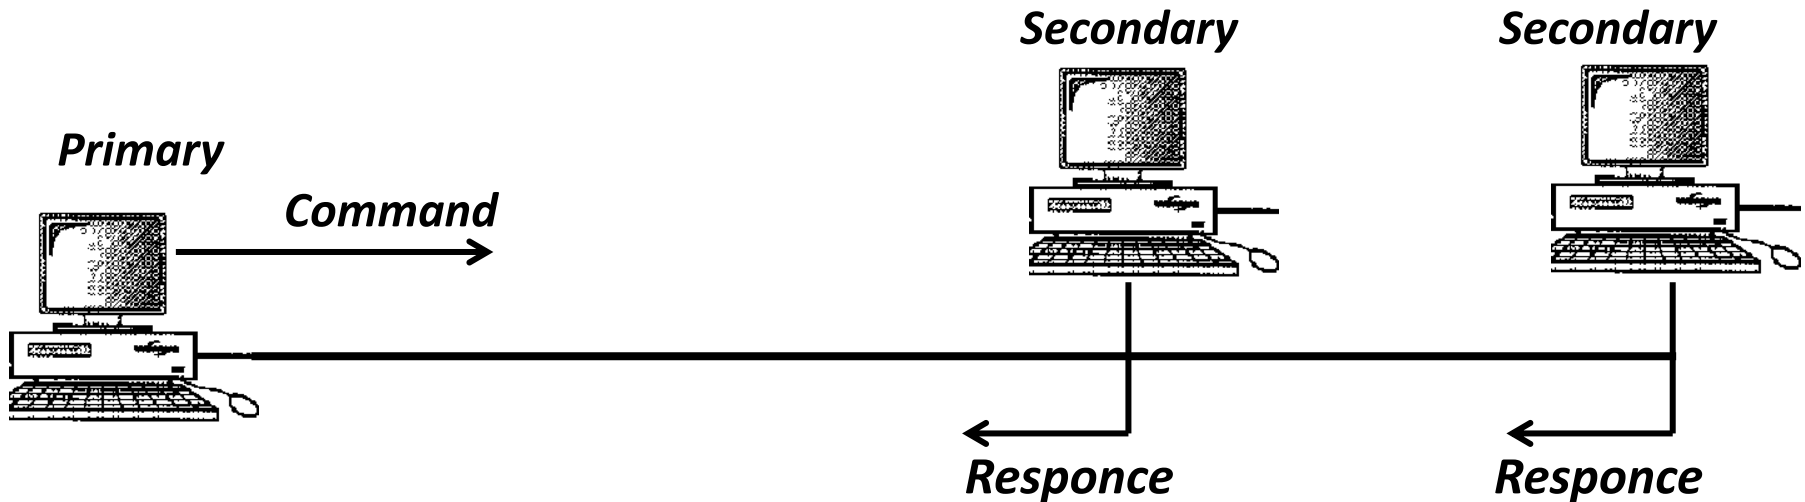 Secondary
Secondary
Primary
Command
Responce
Responce